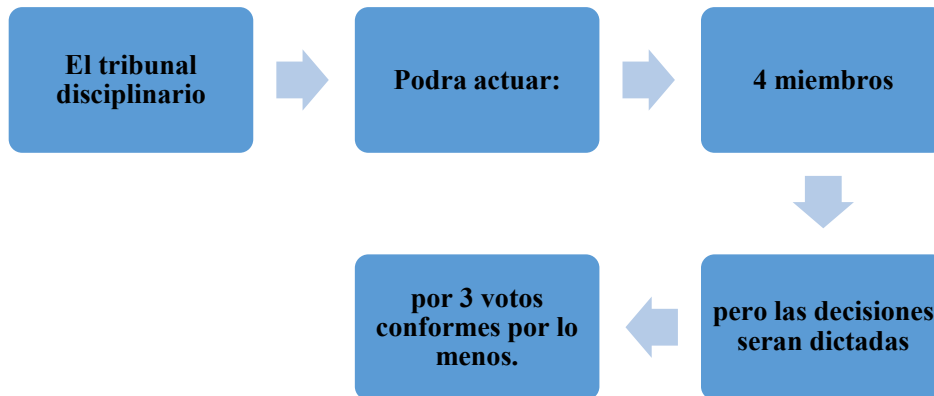 El tribunal
disciplinario
Podra actuar:
4 miembros
pero las decisiones
seran dictadas
por 3 votos
conformes por lo
menos.